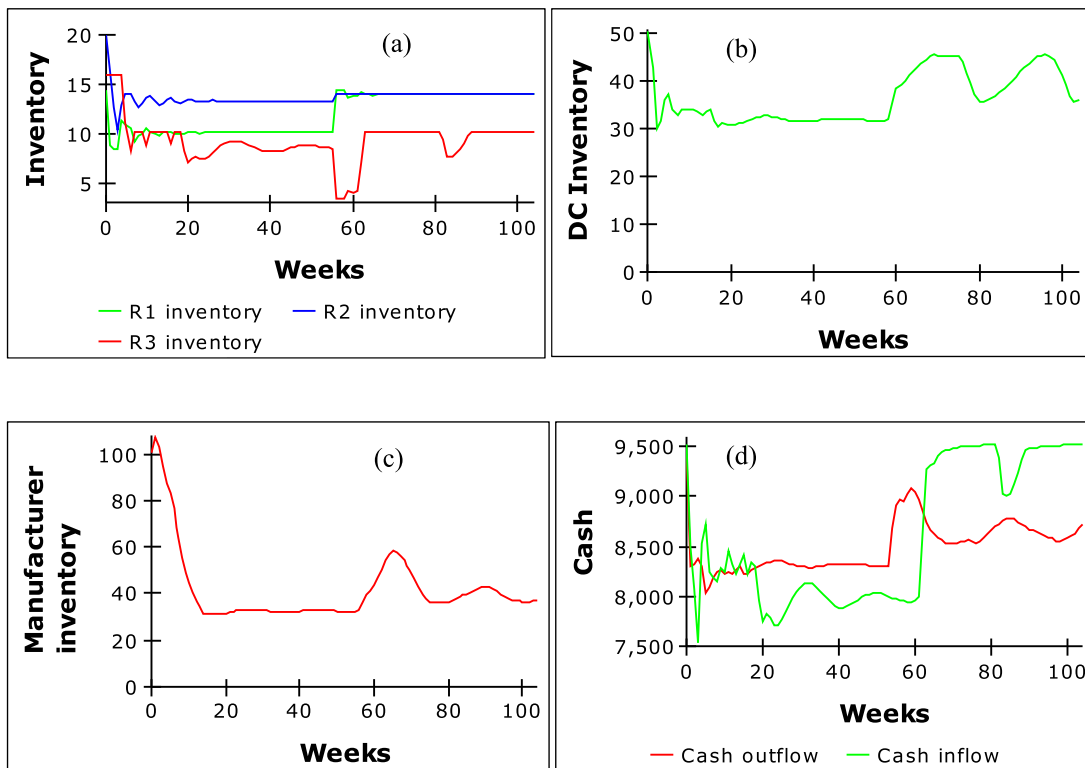 (a)
Inventory
20
15
10
5
0 20 40 60 80 100
Weeks
R1 inventory R2 inventory
R3 inventory
(b)
DC Inventory
50
40
30
20
10
0
0 20 40 60 80 100
Weeks
(c)
Manufacturer
inventory
100
80
60
40
20
0
0 20 40 60 80 100
Weeks
(d)
Cash
9,500
9,000
8,500
8,000
7,500
0 20 40 60 80 100
Weeks
Cash outflow Cash inflow